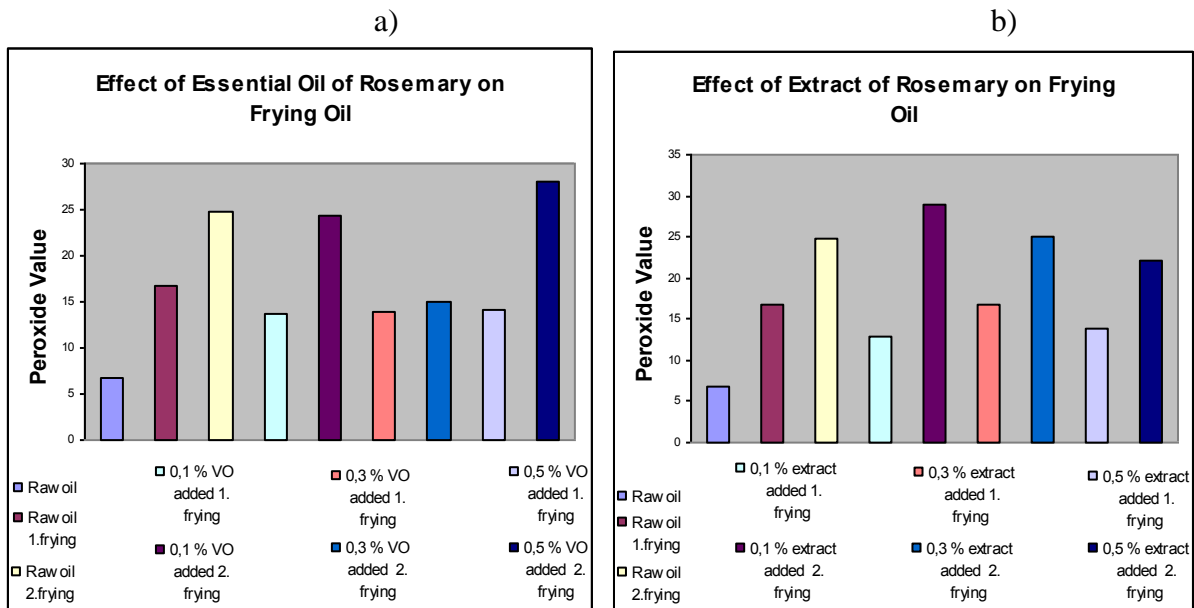 a)
Effect of Essential Oil of Rosemary on
Frying Oil
Peroxide Value
30
25
20
15
10
5
0
Raw oil
Raw oil
1.frying
Raw oil
2.frying
0,1 % VO
added 1.
frying
0,1 % VO
added 2.
frying
0,3 % VO
added 1.
frying
0,3 % VO
added 2.
frying
0,5 % VO
added 1.
frying
0,5 % VO
added 2.
frying
b)
Effect of Extract of Rosemary on Frying
Oil
Peroxide Value
35
30
25
20
15
10
5
0
Raw oil
Raw oil
1.frying
Raw oil
2.frying
0,1 % extract
added 1.
frying
0,1 % extract
added 2.
frying
0,3 % extract
added 1.
frying
0,3 % extract
added 2.
frying
0,5 % extract
added 1.
frying
0,5 % extract
added 2.
frying